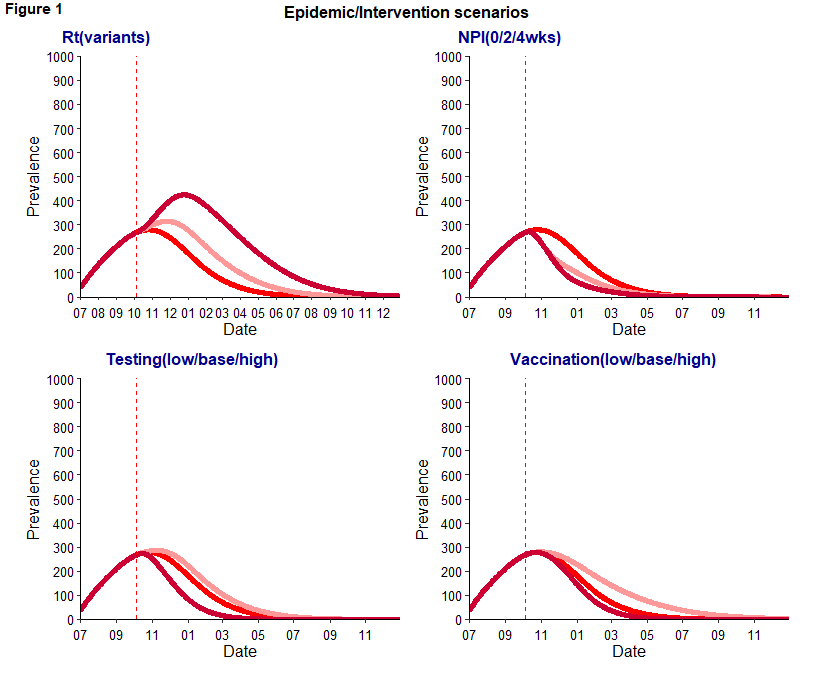 Figure 1
Epidemic/Intervention scenarios
Rt(variants)
1000
900
800
700
600
500
400
300
200
100
0
Prevalence
07 08 09 10 11 12 01 02 03 04 05 06 07 08 09 10 11 12
Date
NPI(0/2/4wks)
1000
900
800
700
600
500
400
300
200
100
0
Prevalence
07 09 11 01 03 05 07 09 11
Date
Testing(low/base/high)
1000
900
800
700
600
500
400
300
200
100
0
Prevalence
07 09 11 01 03 05 07 09 11
Date
Vaccination(low/base/high)
1000
900
800
700
600
500
400
300
200
100
0
Prevalence
07 09 11 01 03 05 07 09 11
Date